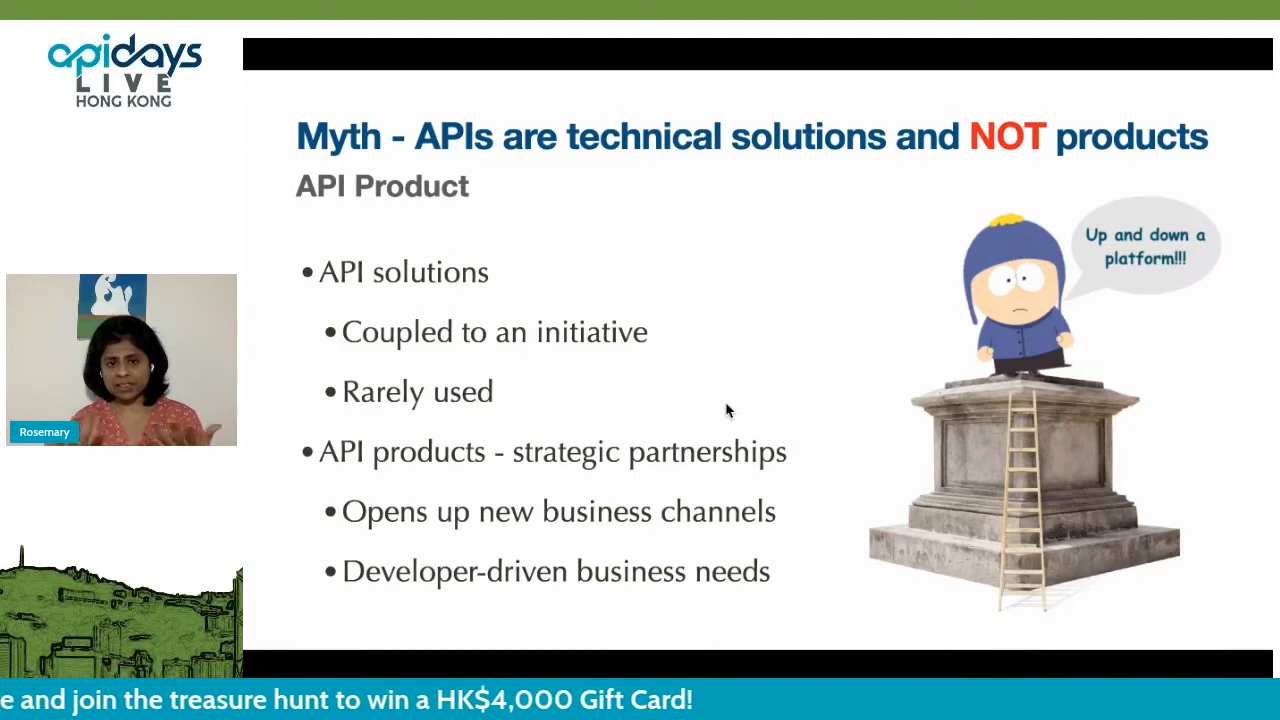 apidays
LIVE
HONG KONG
Myth - APIs are technical solutions and NOT products
API Product
Up and down a
platform!!!
•API solutions
•Coupled to an initiative
•Rarely used
•API products - strategic partnerships
•Opens up new business channels
•Developer-driven business needs
Rosemary
e and join the treasure hunt to win a HK$4,000 Gift Card!